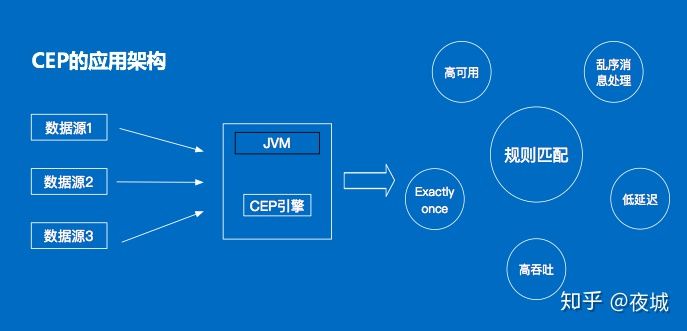 CEP的应用架构
数据源1
数据源2
数据源3
JVM
CEP引擎
高可用
乱序消
息处理
规则匹配
Exactly
once
低延迟
高吞吐
知乎 @夜城